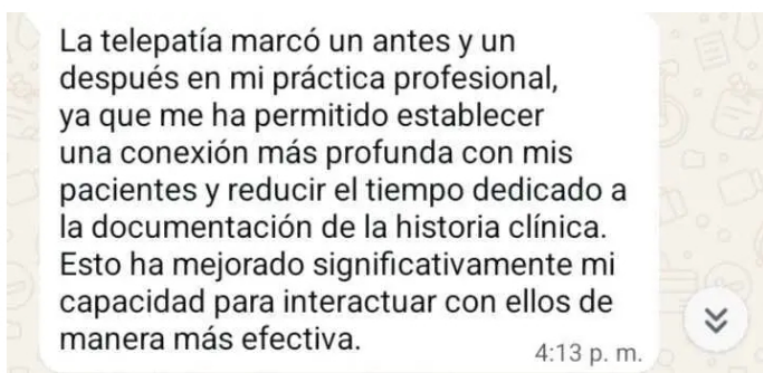 La telepatía marcó un antes y un
después en mi práctica profesional,
ya que me ha permitido establecer
una conexión más profunda con mis
pacientes y reducir el tiempo dedicado a
la documentación de la historia clínica.
Esto ha mejorado significativamente mi
capacidad para interactuar con ellos de
manera más efectiva.
4:13 p. m.